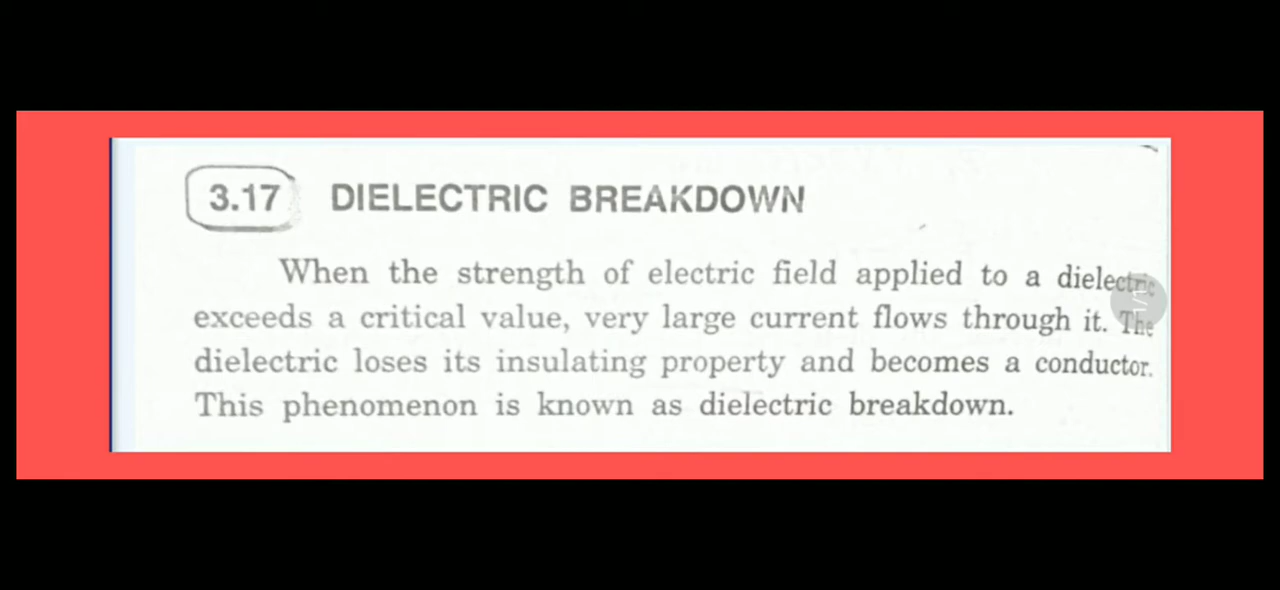 3.17 DIELECTRIC BREAKDOWN
When the strength of electric field applied to a dielectric
exceeds a critical value, very large current flows through it. The
dielectric loses its insulating property and becomes a conductor.
This phenomenon is known as dielectric breakdown.